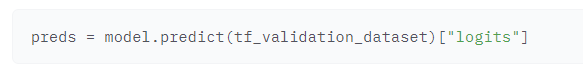 preds = model.predict(tf_validation_dataset)["logits"]